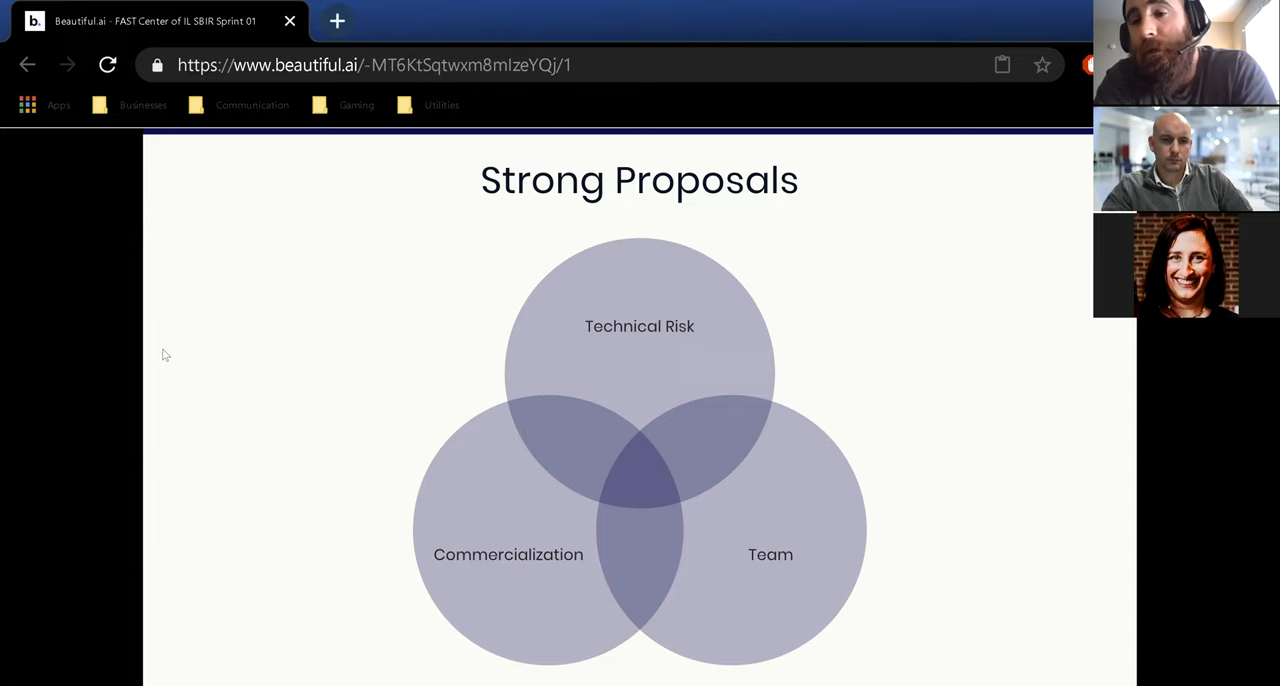 b. Beautiful.ai - FAST Center of IL SBIR Sprint 01
https://www.beautiful.ai/-MT6KtSqtwxm8mIzeYQj/1
Apps Businesses Communication Gaming Utilities
Strong Proposals
Technical Risk
Commercialization Team